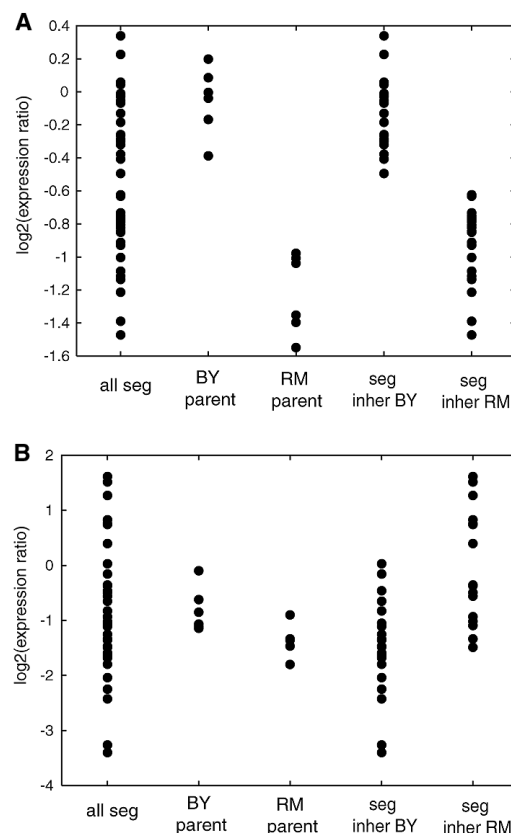 A
log2(expression ratio)
0.4
0.2
0
-0.2
-0.4
-0.6
-0.8
-1
-1.2
-1.4
-1.6
all seg
BY
parent
RM
parent
seg
inher BY
seg
inher RM
B
log2(expression ratio)
2
1
0
-1
-2
-3
-4
all seg
BY
parent
RM
parent
seg
inher BY
seg
inher RM